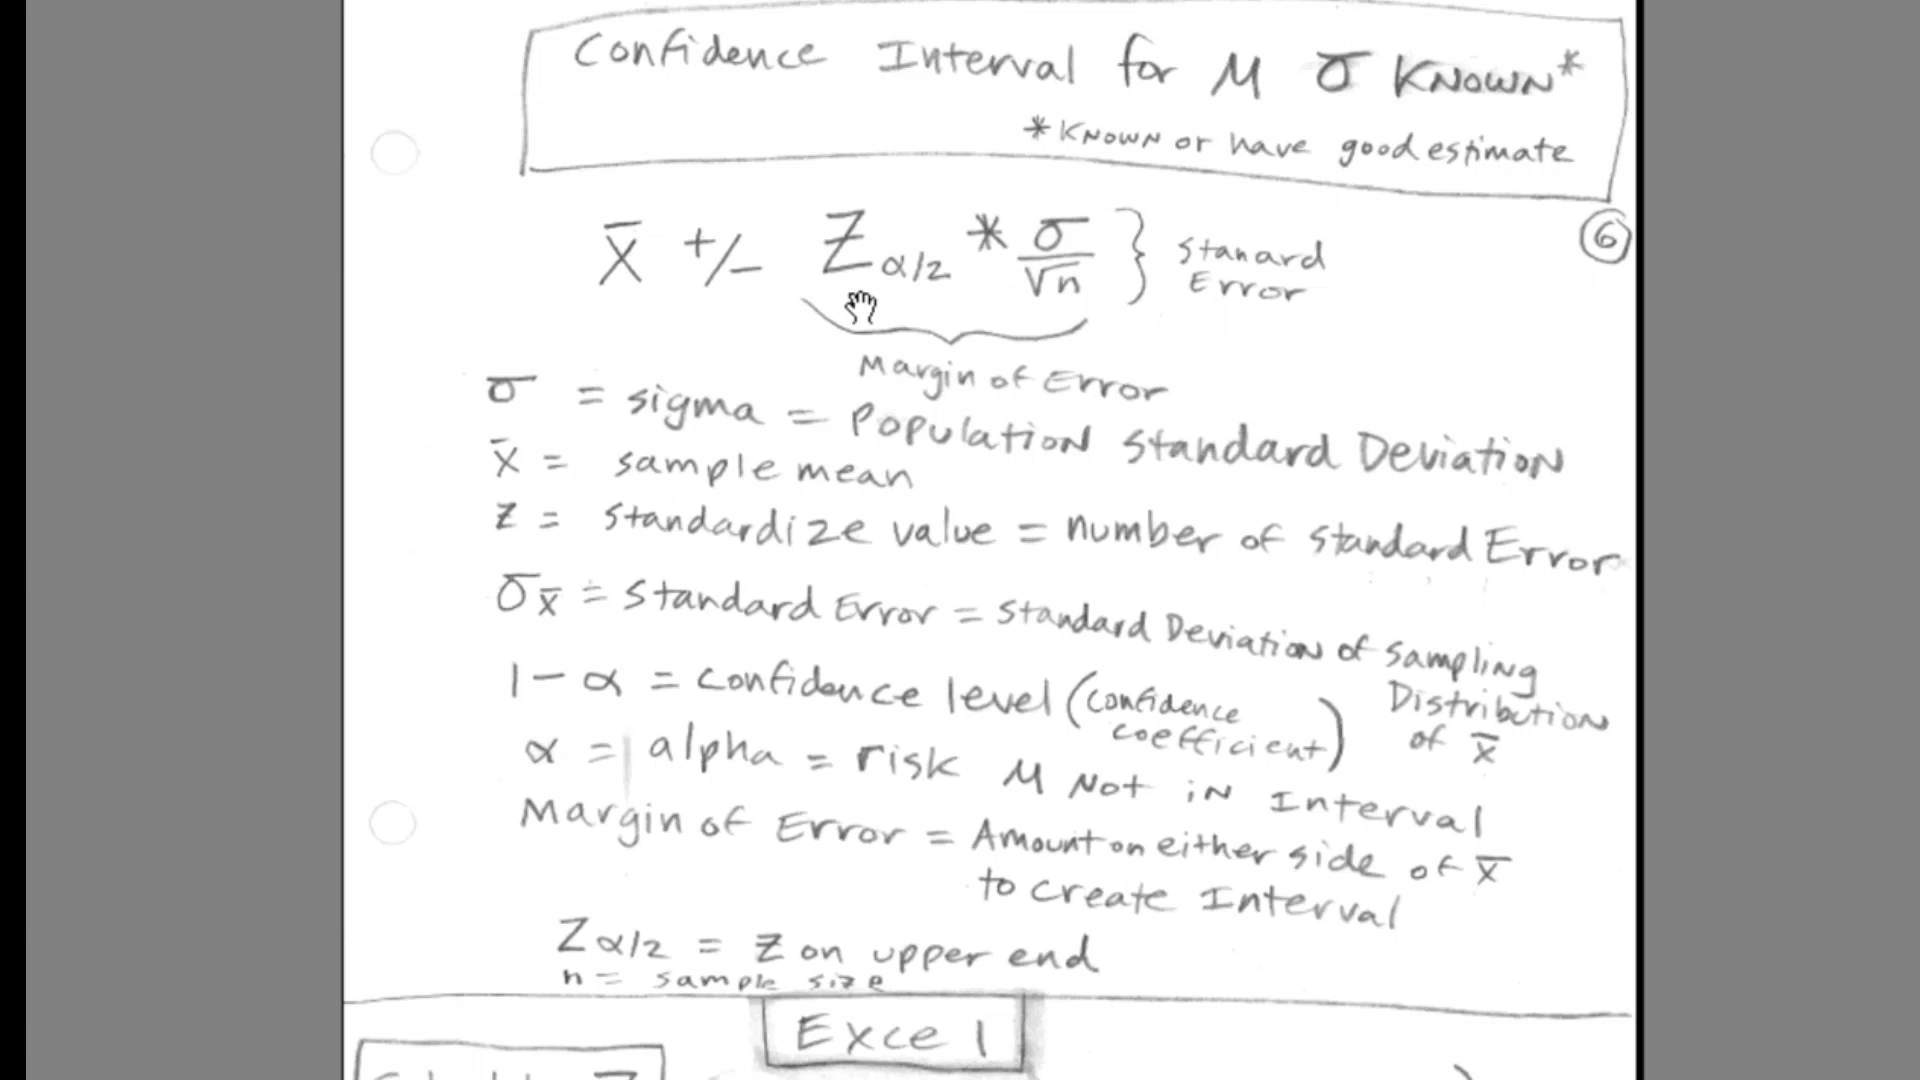 Confidence Interval for M σ KNOWN*
* KNOWN or have good estimate
6
x̄ +/- Z α/2 * σ/√n } Stanard Error
Margin of Error
σ = sigma = Population Standard Deviation
x̄ = sample mean
Z = Standardize value = number of Standard Error
σx̄ = Standard Error = Standard Deviation of Sampling Distribution of x̄
1 - α = confidence level (confidence coefficient)
α = alpha = risk M Not in Interval
Margin of Error = Amount on either side of x̄
to create Interval
Z α/2 = Z on upper end
n = sample size
Excel